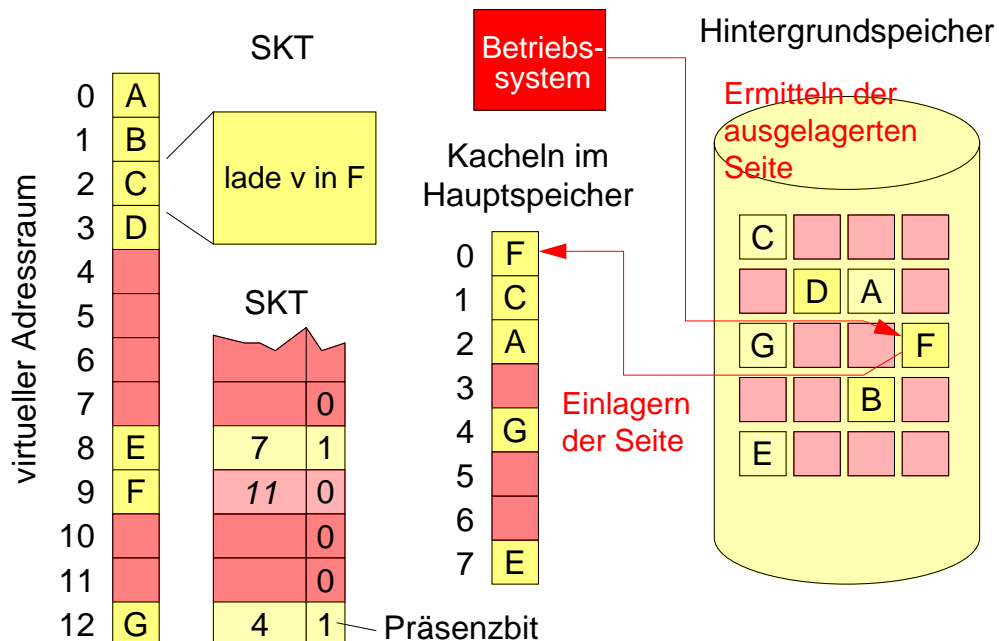 SKT
Betriebs-
system
Hintergrundspeicher
virtueller Adressraum
0 A
1 B
2 C
3 D
4
5
6
7
8 E
9 F
10
11
12 G
lade v in F
SKT
0
7 1
11 0
0
0
4 1
Präsenzbit
Kacheln im
Hauptspeicher
0 F
1 C
2 A
3
4 G
5
6
7 E
Einlagern
der Seite
Ermitteln der
ausgelagerten
Seite
C
D A
G F
B
E